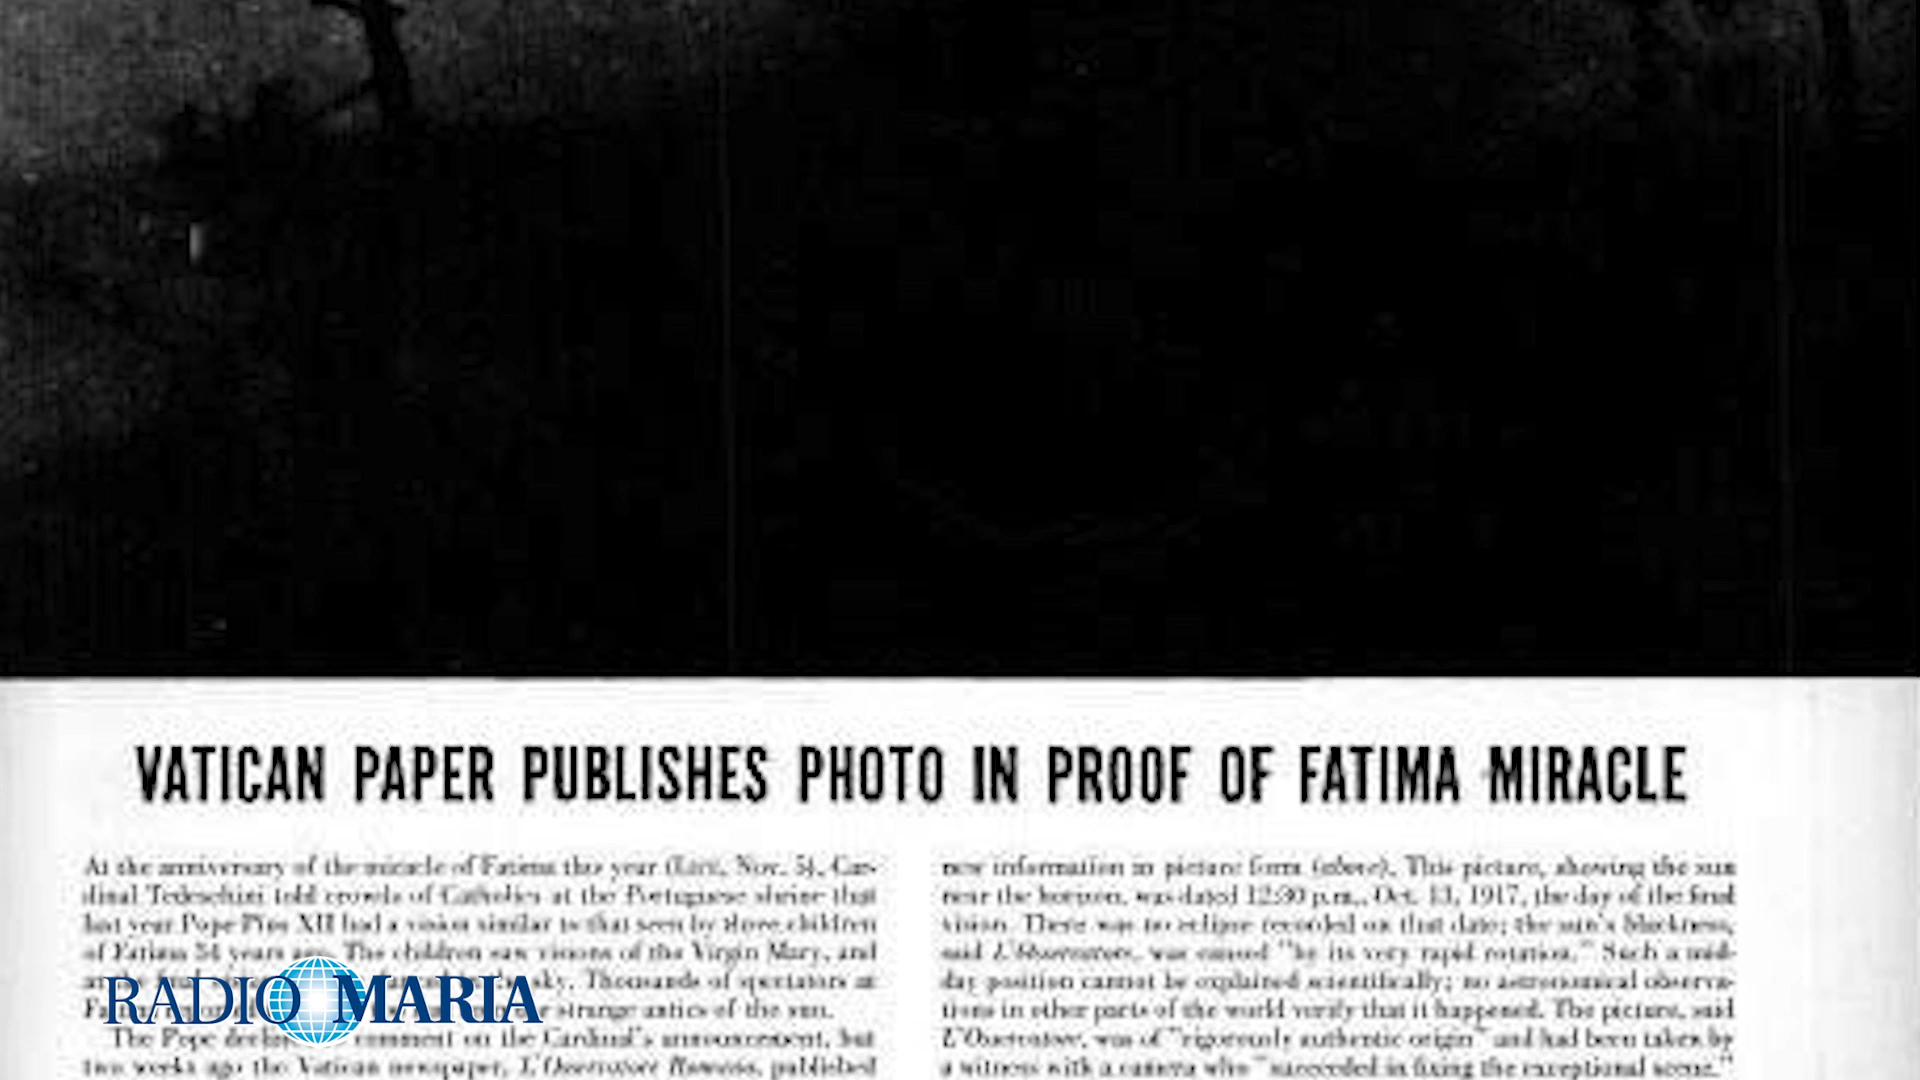 VATICAN PAPER PUBLISHES PHOTO IN PROOF OF FATIMA MIRACLE
At the anniversary of the miracle of Fatima this year (LIFE, Nov. 5), Car-
dinal Tedeschini told crowds of Catholics at the Portuguese shrine that
last year Pope Pius XII had a vision similar to that seen by three children
of Fatima 34 years ago. The children saw visions of the Virgin Mary, and
sky. Thousands of spectators at
strange antics of the sun.
The Pope comment on the Cardinal's announcement, but
two weeks ago the Vatican newspaper, L'Osservatore Romano, published
new information in picture form (above). This picture, showing the sun
near the horizon, was dated 12:30 p.m., Oct. 13, 1917, the day of the final
vision. There was no eclipse recorded on that date; the sun's blackness,
said L'Osservatore, was caused "by its very rapid rotation." Such a mid-
day position cannot be explained scientifically; no astronomical observa-
tions in other parts of the world verify that it happened. The picture, said
L'Osservatore, was of "rigorously authentic origin" and had been taken by
a witness with a camera who "succeeded in fixing the exceptional scene."
RADIO MARIA